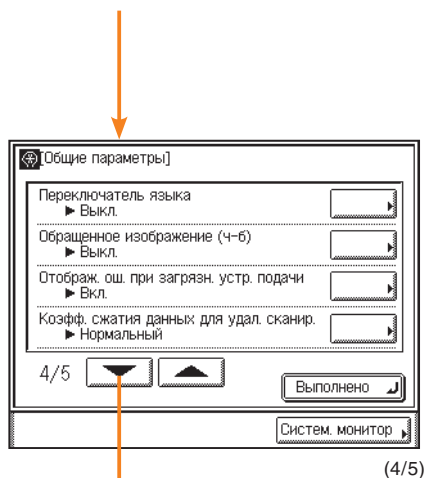 [Общие параметры]
Переключатель языка
► Выкл.
Обращенное изображение (ч-б)
► Выкл.
Отображ. ош. при загрязн. устр. подачи
► Вкл.
Коэфф. сжатия данных для удал. сканир.
► Нормальный
4/5
Выполнено
Систем. монитор
(4/5)